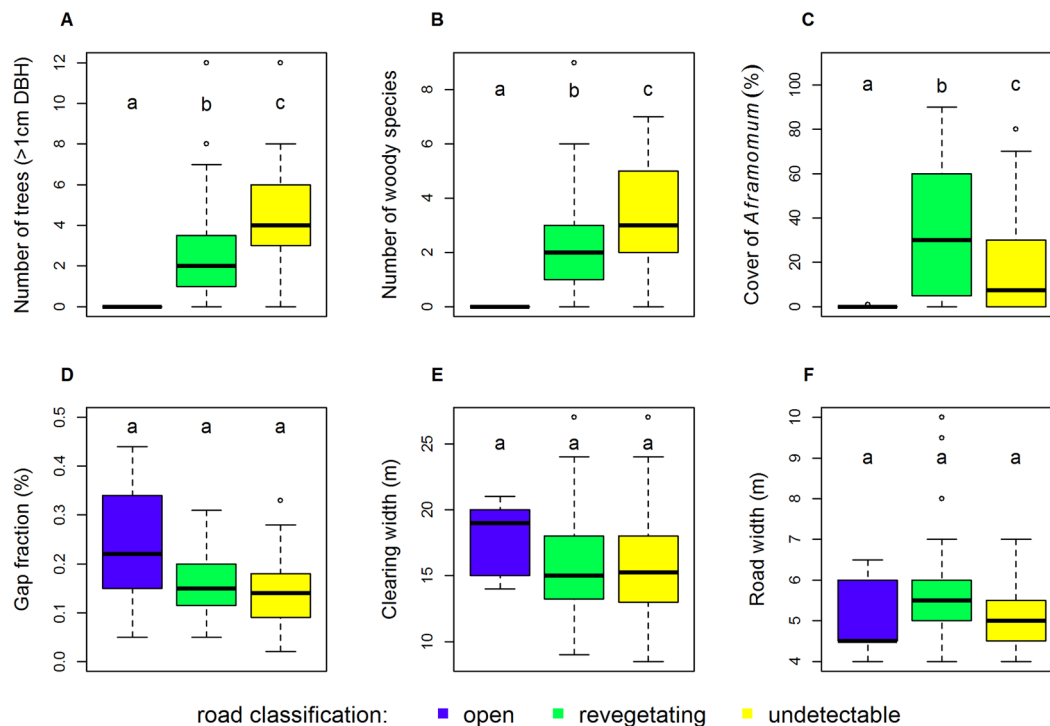 A
Number of trees (>1cm DBH)
12
10
8
6
4
2
0
a
b
c
B
Number of woody species
8
6
4
2
0
a
b
c
C
Cover of Aframomum (%)
100
80
60
40
20
0
a
b
c
D
Gap fraction (%)
0.5
0.4
0.3
0.2
0.1
0.0
a
a
a
E
Clearing width (m)
25
20
15
10
a
a
a
F
Road width (m)
10
9
8
7
6
5
4
a
a
a
road classification: open revegetating undetectable